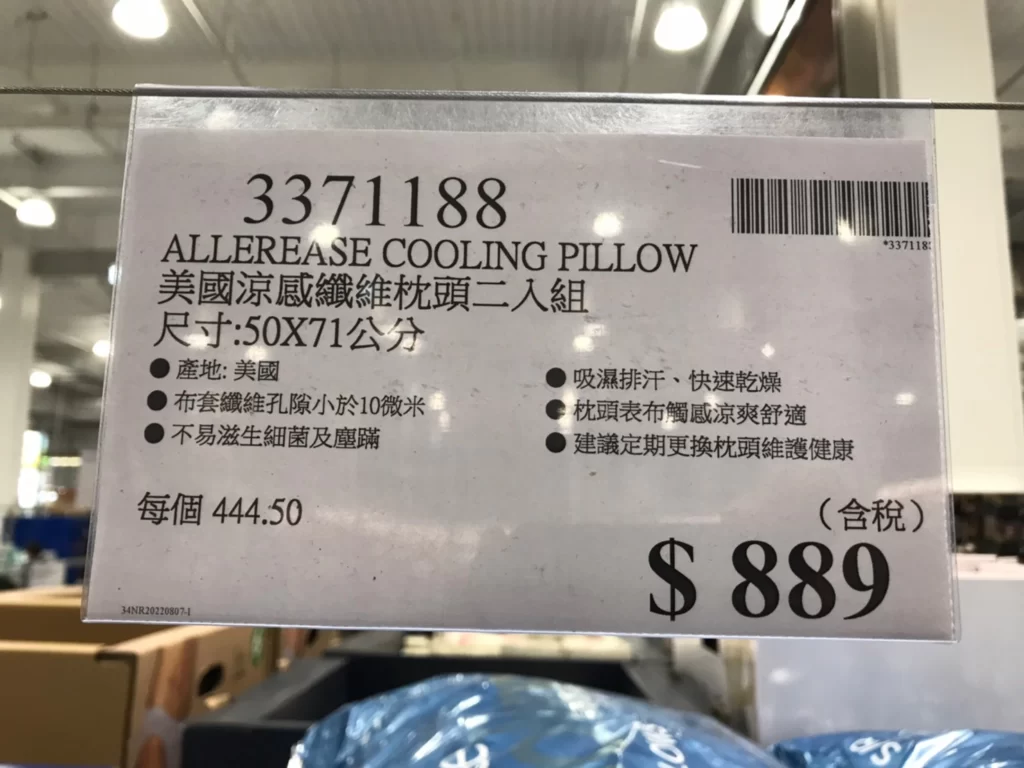 3371188
*337118
ALLEREASE COOLING PILLOW
美國涼感纖維枕頭二入組
尺寸:50X71公分
● 產地: 美國
● 布套纖維孔隙小於10微米
● 不易滋生細菌及塵蹣
● 吸濕排汗、快速乾燥
● 枕頭表布觸感涼爽舒適
● 建議定期更換枕頭維護健康
每個 444.50
（含稅）
$ 889
34NR20220807-1